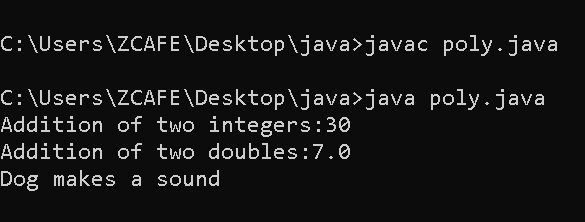 C:\Users\ZCAFE\Desktop\java>javac poly.java
C:\Users\ZCAFE\Desktop\java>java poly.java
Addition of two integers:30
Addition of two doubles:7.0
Dog makes a sound